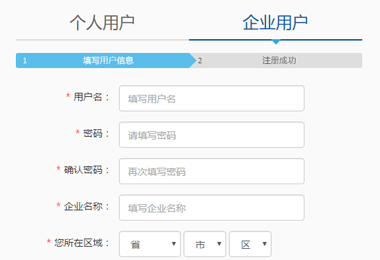 个人用户 企业用户
1 填写用户信息 2 注册成功
* 用户名： 填写用户名
* 密码： 请填写密码
* 确认密码： 再次填写密码
* 企业名称： 填写企业名称
* 您所在区域： 省 市 区